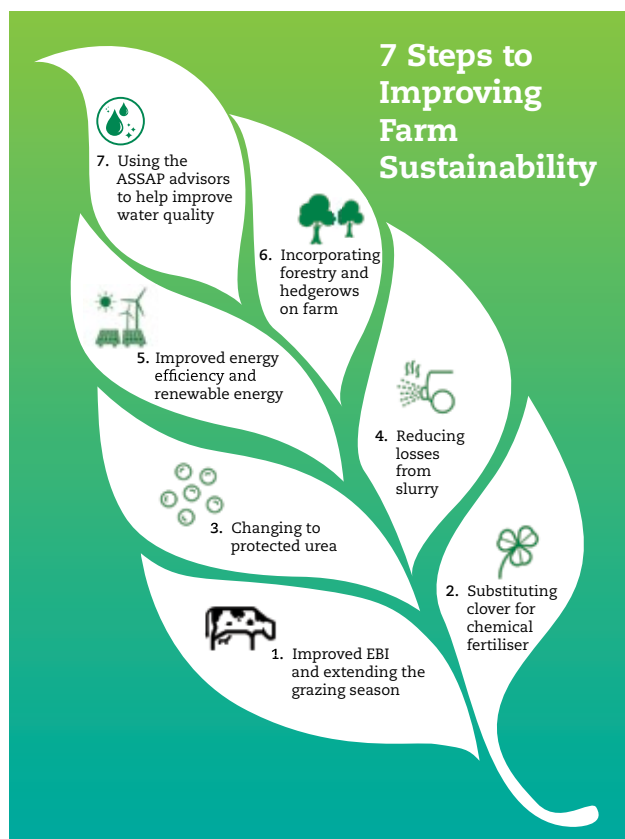 7 Steps to
Improving
Farm
Sustainability
7. Using the
ASSAP advisors
to help improve
water quality
6. Incorporating
forestry and
hedgerows
on farm
5. Improved energy
efficiency and
renewable energy
4. Reducing
losses
from
slurry
3. Changing to
protected urea
2. Substituting
clover for
chemical
fertiliser
1. Improved EBI
and extending the
grazing season